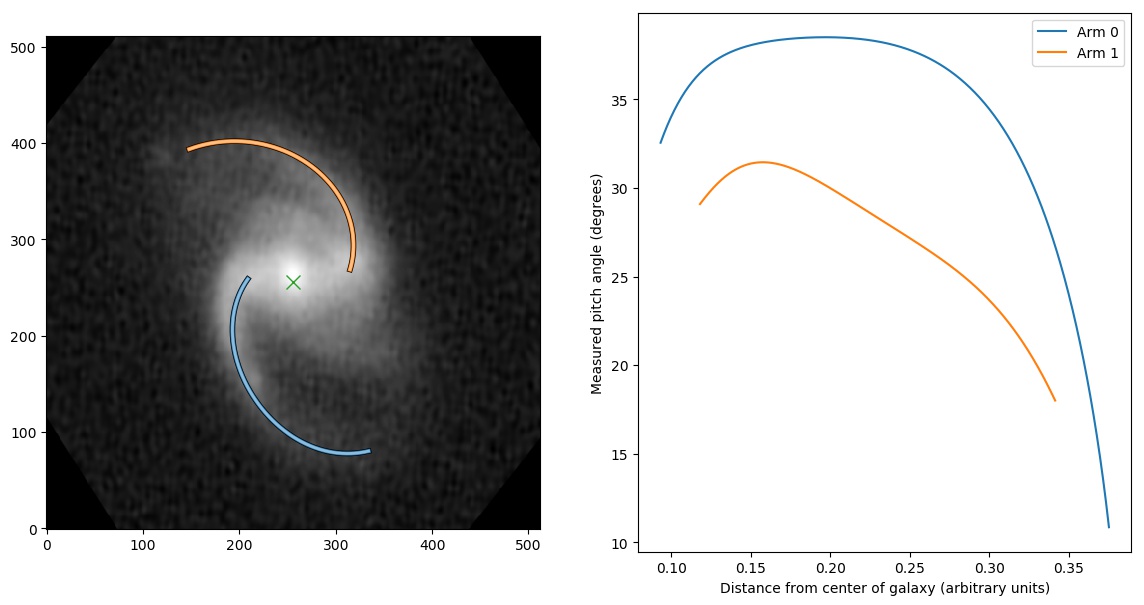 500
400
300
200
100
0
0 100 200 300 400 500
Arm 0
Arm 1
35
30
25
20
15
10
0.10 0.15 0.20 0.25 0.30 0.35
Measured pitch angle (degrees)
Distance from center of galaxy (arbitrary units)